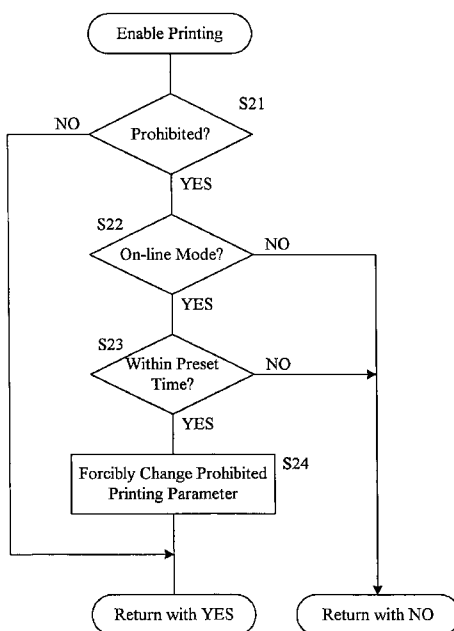 Enable Printing
S21
NO
Prohibited?
YES
S22
On-line Mode?
NO
YES
S23
Within Preset
Time?
NO
YES
S24
Forcibly Change Prohibited
Printing Parameter
Return with YES
Return with NO